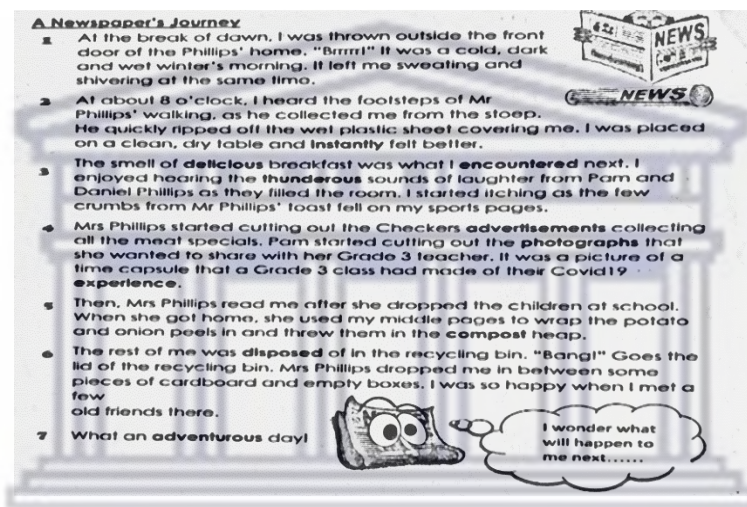 A Newspaper's Journey
1 At the break of dawn, I was thrown outside the front
door of the Phillips' home. "Brrrrr!" It was a cold, dark
and wet winter's morning. It left me sweating and
shivering at the same time.
NEWS
NEWS
2 At about 8 o'clock, I heard the footsteps of Mr
Phillips' walking, as he collected me from the stoep.
He quickly ripped off the wet plastic sheet covering me. I was placed
on a clean, dry table and instantly felt better.
3 The smell of delicious breakfast was what I encountered next. I
enjoyed hearing the thunderous sounds of laughter from Pam and
Daniel Phillips as they filled the room. I started itching as the few
crumbs from Mr Phillips' toast fell on my sports pages.
4 Mrs Phillips started cutting out the Checkers advertisements collecting
all the meat specials. Pam started cutting out the photographs that
she wanted to share with her Grade 3 teacher. It was a picture of a
time capsule that a Grade 3 class had made of their Covid19
experience.
5 Then, Mrs Phillips read me after she dropped the children at school.
When she got home, she used my middle pages to wrap the potato
and onion peels in and threw them in the compost heap.
6 The rest of me was disposed of in the recycling bin. "Bang!" Goes the
lid of the recycling bin. Mrs Phillips dropped me in between some
pieces of cardboard and empty boxes. I was so happy when I met a
few
old friends there.
7 What an adventurous day!
I wonder what
will happen to
me next......